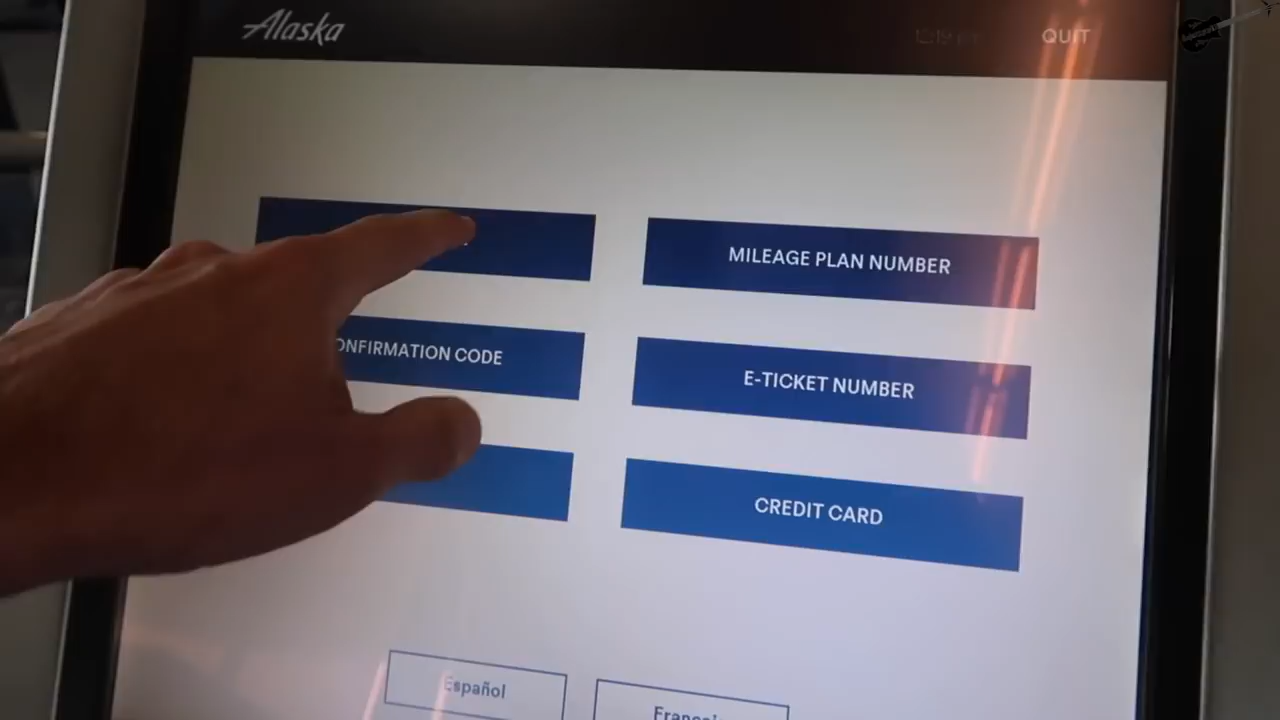 Alaska
QUIT
MILEAGE PLAN NUMBER
ONFIRMATION CODE
E-TICKET NUMBER
CREDIT CARD
Español